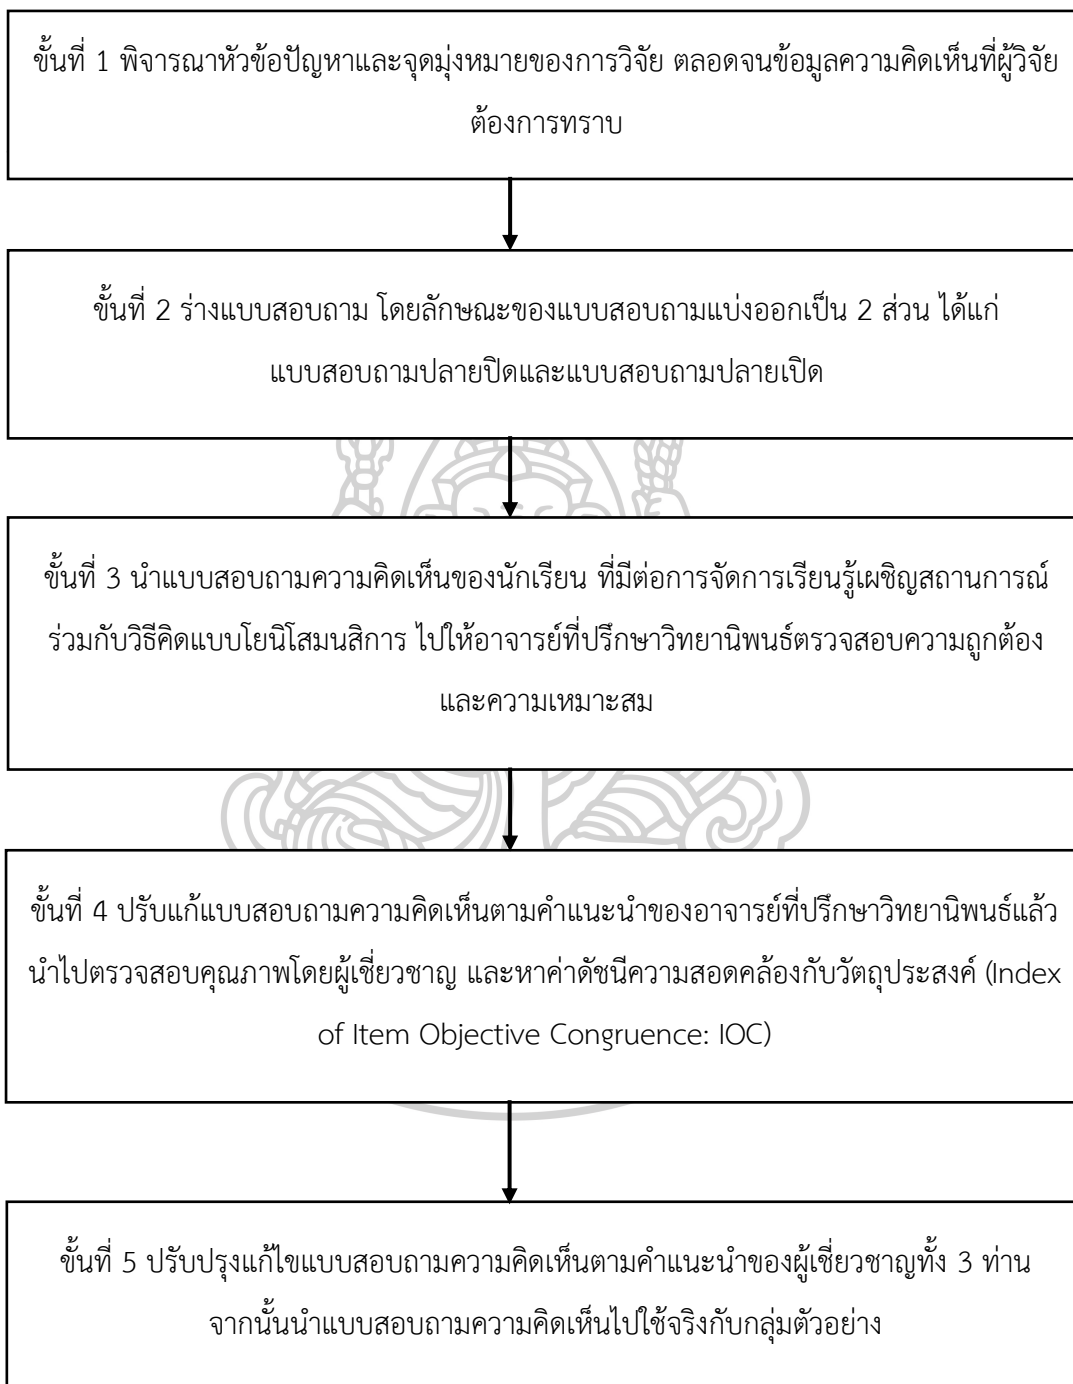 ขั้นที่ 1 พิจารณาหัวข้อปัญหาและจุดมุ่งหมายของการวิจัย ตลอดจนข้อมูลความคิดเห็นที่ผู้วิจัย
ต้องการทราบ
ขั้นที่ 2 ร่างแบบสอบถาม โดยลักษณะของแบบสอบถามแบ่งออกเป็น 2 ส่วน ได้แก่
แบบสอบถามปลายปิดและแบบสอบถามปลายเปิด
ขั้นที่ 3 นำแบบสอบถามความคิดเห็นของนักเรียน ที่มีต่อการจัดการเรียนรู้เผชิญสถานการณ์
ร่วมกับวิธีคิดแบบโยนิโสมนสิการ ไปให้อาจารย์ที่ปรึกษาวิทยานิพนธ์ตรวจสอบความถูกต้อง
และความเหมาะสม
ขั้นที่ 4 ปรับแก้แบบสอบถามความคิดเห็นตามคำแนะนำของอาจารย์ที่ปรึกษาวิทยานิพนธ์แล้ว
นำไปตรวจสอบคุณภาพโดยผู้เชี่ยวชาญ และหาค่าดัชนีความสอดคล้องกับวัตถุประสงค์ (Index
of Item Objective Congruence: IOC)
ขั้นที่ 5 ปรับปรุงแก้ไขแบบสอบถามความคิดเห็นตามคำแนะนำของผู้เชี่ยวชาญทั้ง 3 ท่าน
จากนั้นนำแบบสอบถามความคิดเห็นไปใช้จริงกับกลุ่มตัวอย่าง